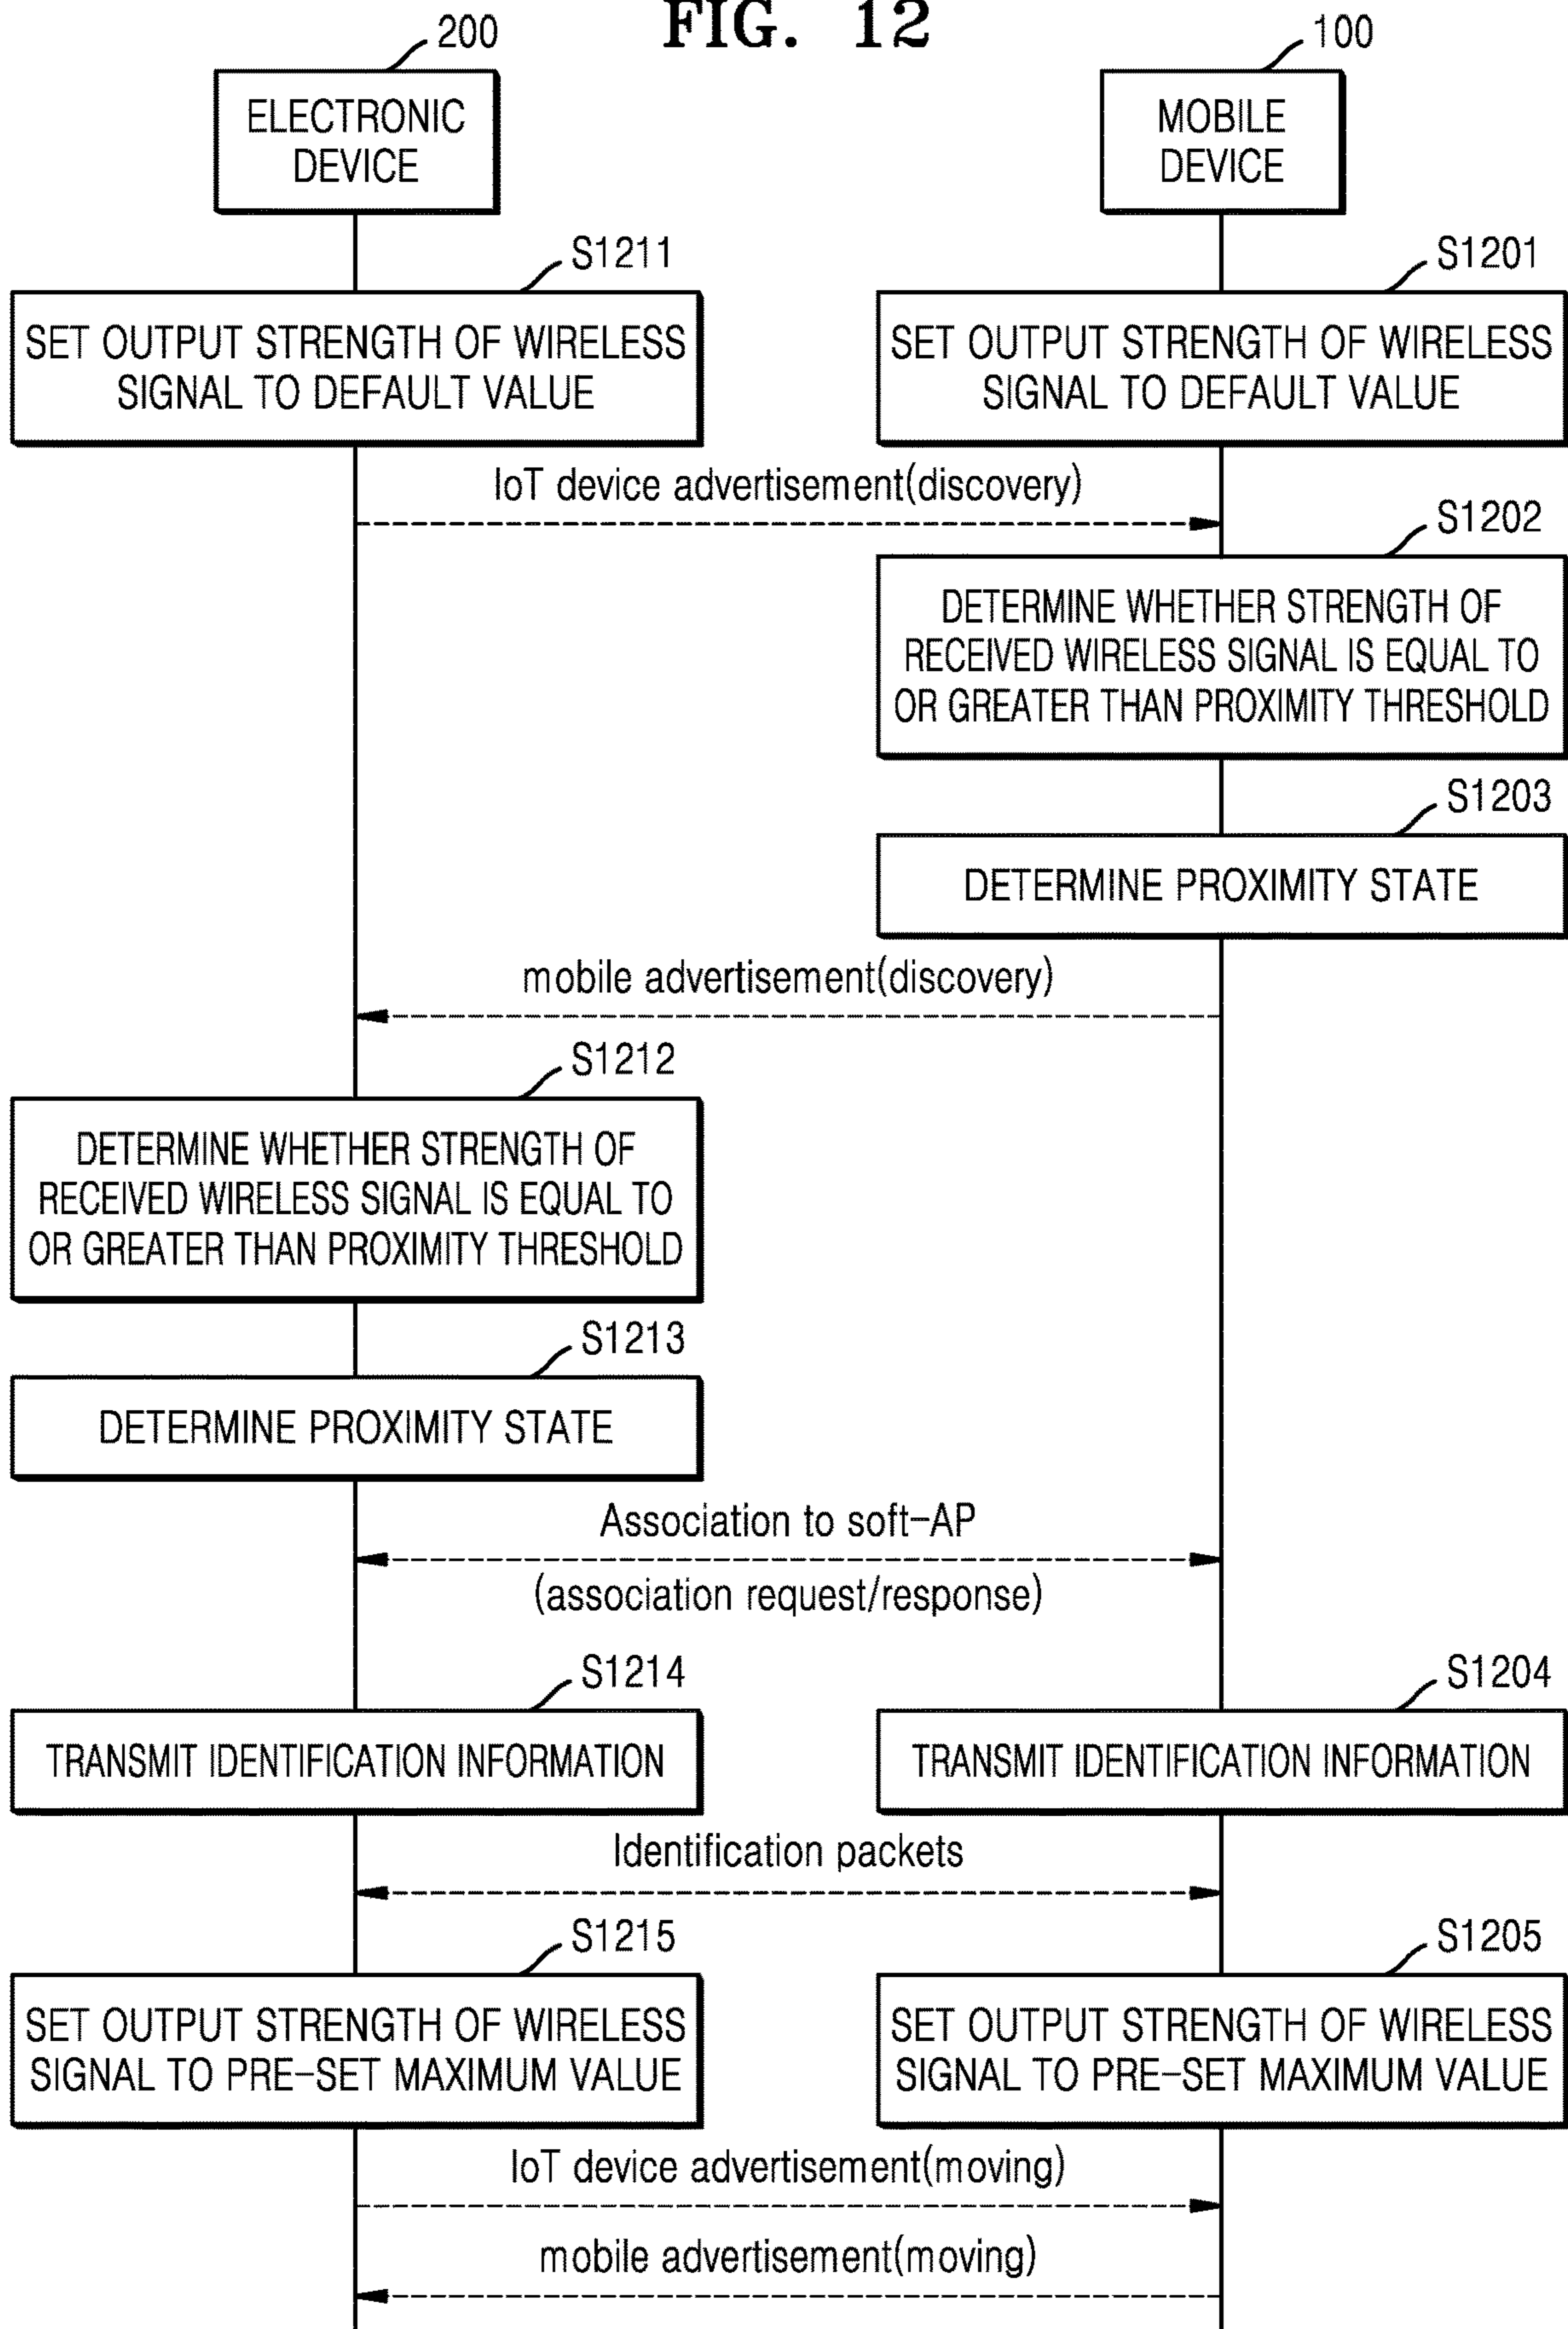 FIG. 12
200
100
ELECTRONIC
DEVICE
MOBILE
DEVICE
S1211
S1201
SET OUTPUT STRENGTH OF WIRELESS
SIGNAL TO DEFAULT VALUE
SET OUTPUT STRENGTH OF WIRELESS
SIGNAL TO DEFAULT VALUE
IoT device advertisement(discovery)
S1202
DETERMINE WHETHER STRENGTH OF
RECEIVED WIRELESS SIGNAL IS EQUAL TO
OR GREATER THAN PROXIMITY THRESHOLD
S1203
DETERMINE PROXIMITY STATE
mobile advertisement(discovery)
S1212
DETERMINE WHETHER STRENGTH OF
RECEIVED WIRELESS SIGNAL IS EQUAL TO
OR GREATER THAN PROXIMITY THRESHOLD
S1213
DETERMINE PROXIMITY STATE
Association to soft-AP
(association request/response)
S1214
S1204
TRANSMIT IDENTIFICATION INFORMATION
TRANSMIT IDENTIFICATION INFORMATION
Identification packets
S1215
S1205
SET OUTPUT STRENGTH OF WIRELESS
SIGNAL TO PRE-SET MAXIMUM VALUE
SET OUTPUT STRENGTH OF WIRELESS
SIGNAL TO PRE-SET MAXIMUM VALUE
IoT device advertisement(moving)
mobile advertisement(moving)